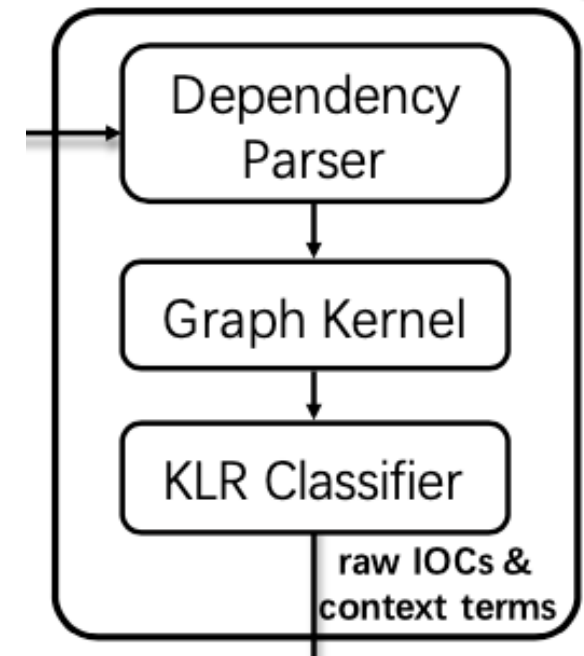 Dependency
Parser
Graph Kernel
KLR Classifier
raw IOCs &
context terms